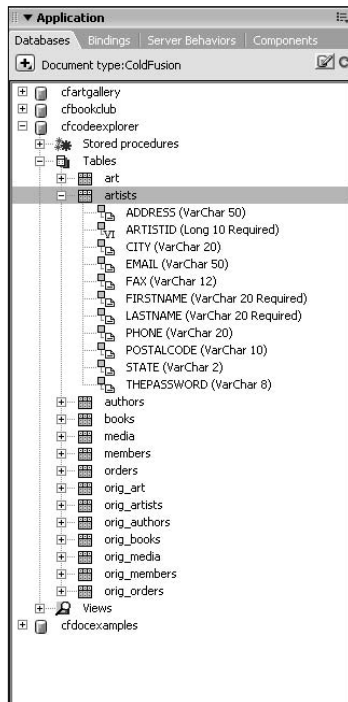 Application
Databases Bindings Server Behaviors Components
Document type:ColdFusion
cfartgallery
cfbookclub
cfcodeexplorer
Stored procedures
Tables
art
artists
ADDRESS (VarChar 50)
ARTISTID (Long 10 Required)
CITY (VarChar 20)
EMAIL (VarChar 50)
FAX (VarChar 12)
FIRSTNAME (VarChar 20 Required)
LASTNAME (VarChar 20 Required)
PHONE (VarChar 20)
POSTALCODE (VarChar 10)
STATE (VarChar 2)
THEPASSWORD (VarChar 8)
authors
books
media
members
orders
orig_art
orig_artists
orig_authors
orig_books
orig_media
orig_members
orig_orders
Views
cfdocexamples